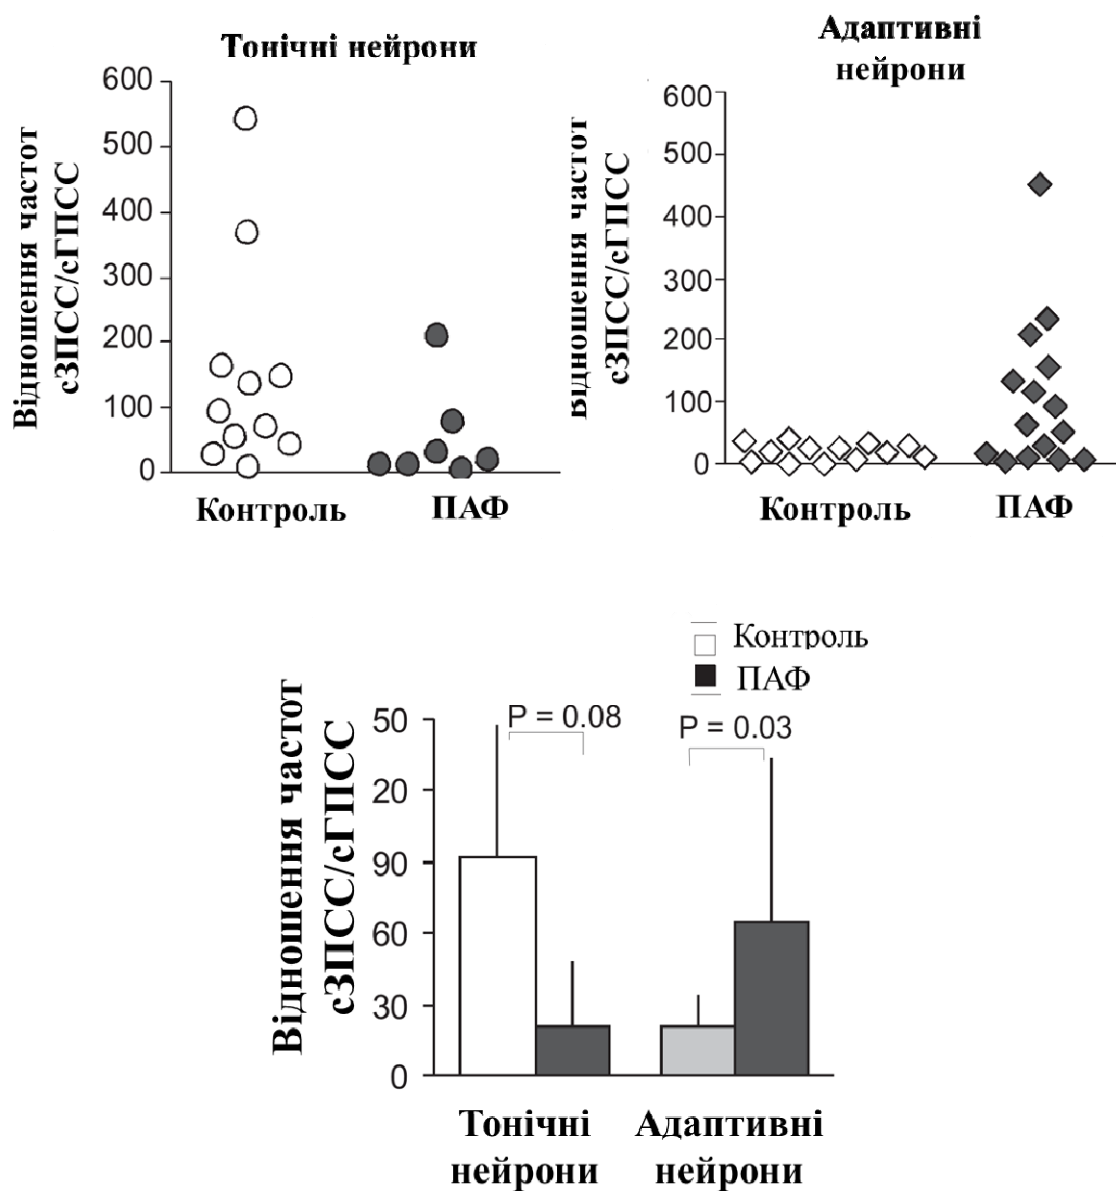 Тонічні нейрони
Відношення частот
сЗПСС/сГПСС
600
500
400
300
200
100
0
Контроль ПАФ
Адаптивні
нейрони
Відношення частот
сЗПСС/сГПСС
600
500
400
300
200
100
0
Контроль ПАФ
Контроль
ПАФ
Відношення частот
сЗПСС/сГПСС
50
20
90
60
30
0
P = 0.08
P = 0.03
Тонічні
нейрони
Адаптивні
нейрони